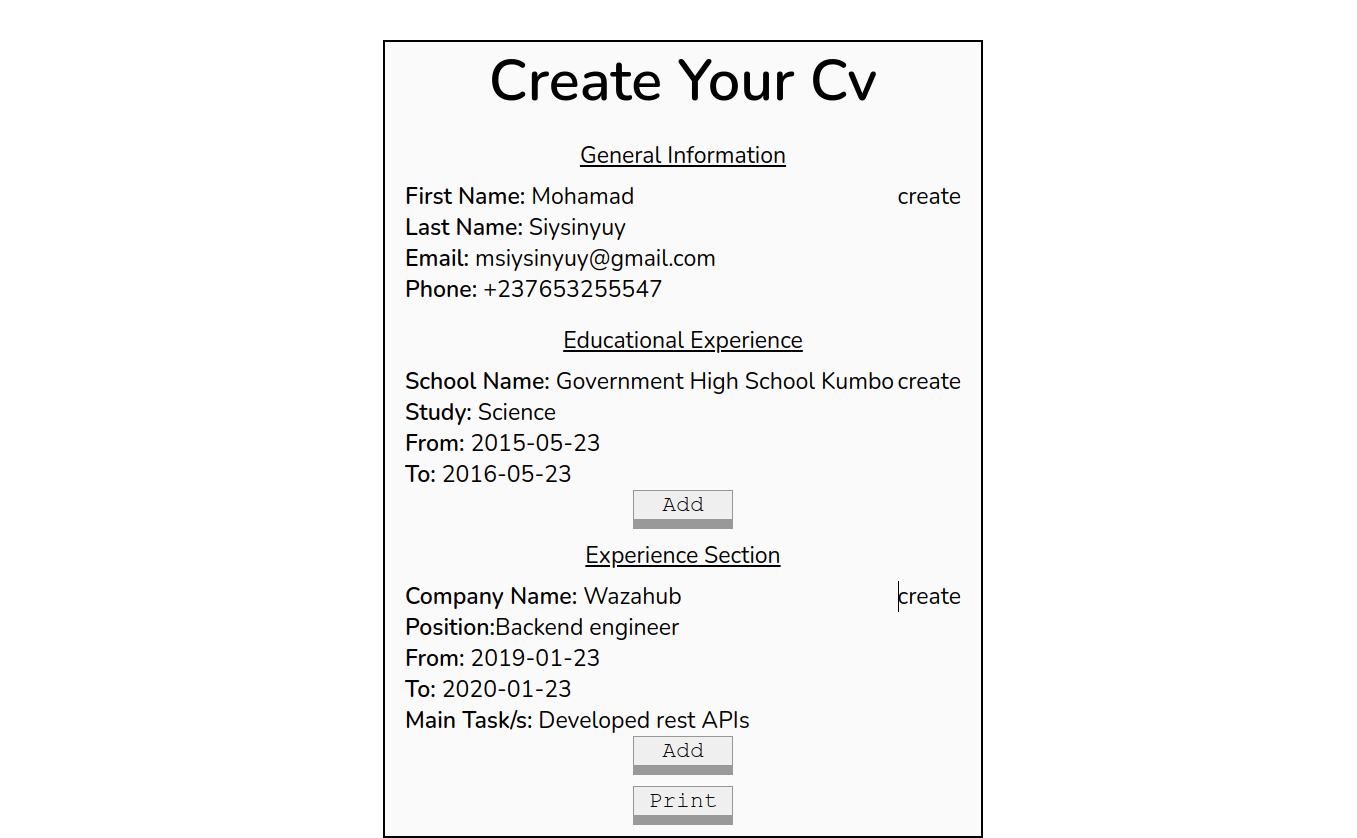 Create Your Cv
General Information
First Name: Mohamad create
Last Name: Siysinyuy
Email: msiysinyuy@gmail.com
Phone: +237653255547
Educational Experience
School Name: Government High School Kumbo create
Study: Science
From: 2015-05-23
To: 2016-05-23
Add
Experience Section
Company Name: Wazahub create
Position:Backend engineer
From: 2019-01-23
To: 2020-01-23
Main Task/s: Developed rest APIs
Add
Print